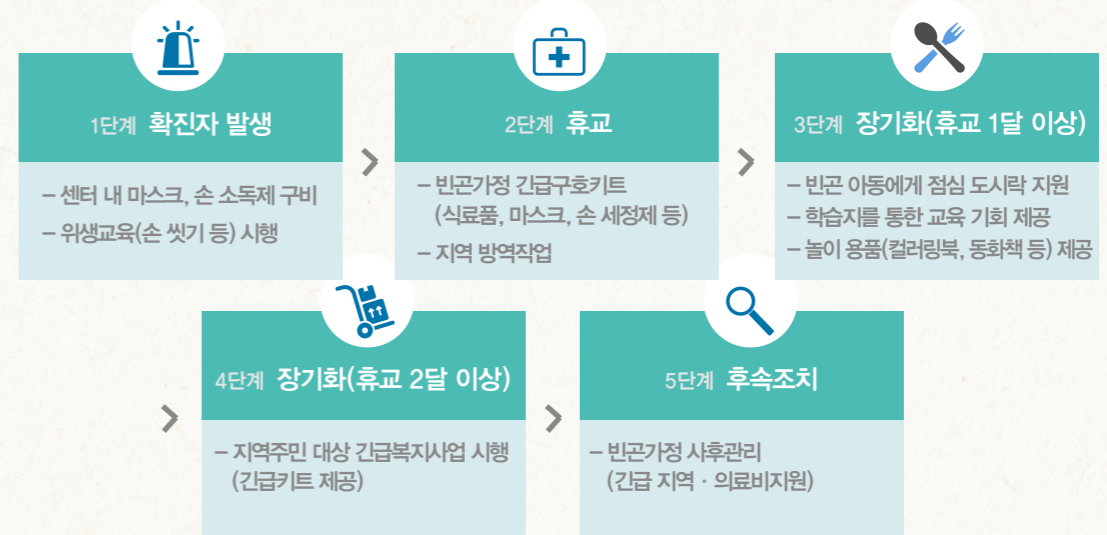 1단계 확진자 발생
– 센터 내 마스크, 손 소독제 구비
– 위생교육(손 씻기 등) 시행
2단계 휴교
– 빈곤가정 긴급구호키트
(식료품, 마스크, 손 세정제 등)
– 지역 방역작업
3단계 장기화(휴교 1달 이상)
– 빈곤 아동에게 점심 도시락 지원
– 학습지를 통한 교육 기회 제공
– 놀이 용품(컬러링북, 동화책 등) 제공
4단계 장기화(휴교 2달 이상)
– 지역주민 대상 긴급복지사업 시행
(긴급키트 제공)
5단계 후속조치
– 빈곤가정 사후관리
(긴급 지역 · 의료비지원)